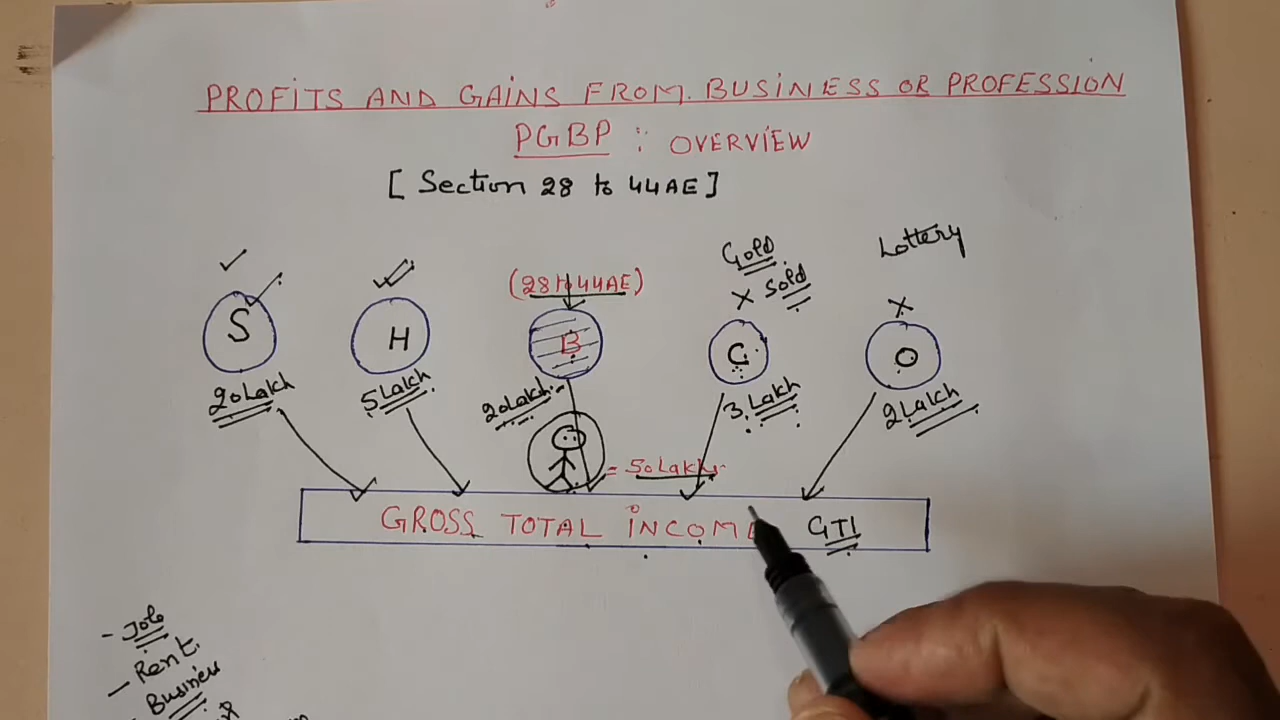 PROFITS AND GAINS FROM BUSINESS OR PROFESSION
PGBP : OVERVIEW
[ Section 28 to 44AE ]
Gold
Sold
Lottery
(28 to 44AE)
S
H
B
C
O
20 Lakh
5 Lakh
20 Lakh
3 Lakh
2 Lakh
= 50 Lakhs
GROSS TOTAL INCOME GTI
- Job
- Rent
Business